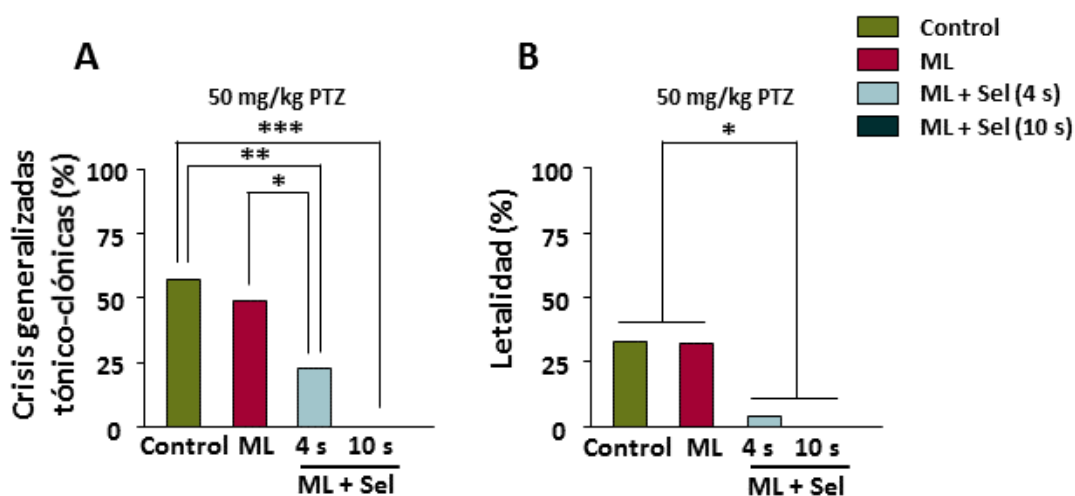 A
50 mg/kg PTZ
***
**
*
Crisis generalizadas
tónico-clónicas (%)
100
75
50
25
0
Control ML 4 s 10 s
ML + Sel
B
50 mg/kg PTZ
*
Letalidad (%)
100
75
50
25
0
Control ML 4 s 10 s
ML + Sel
Control
ML
ML + Sel (4 s)
ML + Sel (10 s)